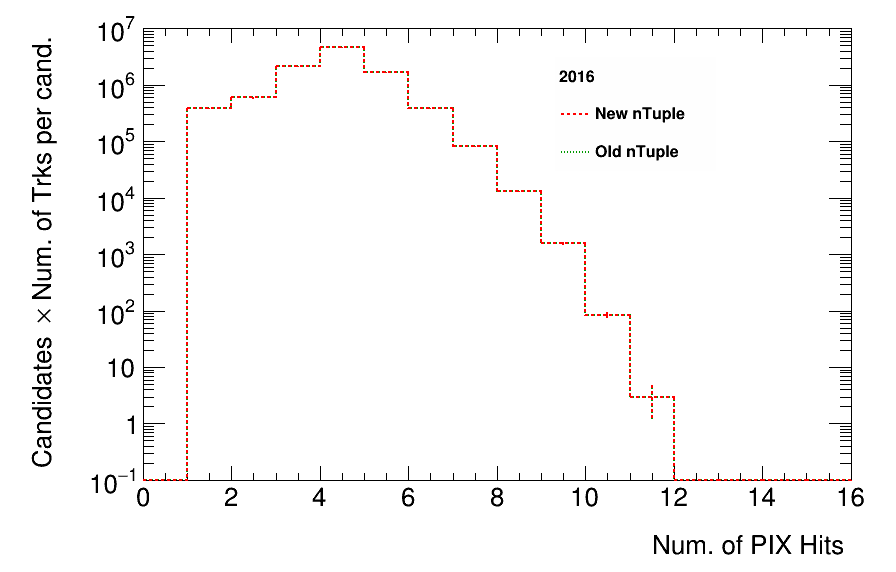 Candidates × Num. of Trks per cand.
10^7
10^6
10^5
10^4
10^3
10^2
10
1
10^−1
2016
New nTuple
Old nTuple
0 2 4 6 8 10 12 14 16
Num. of PIX Hits